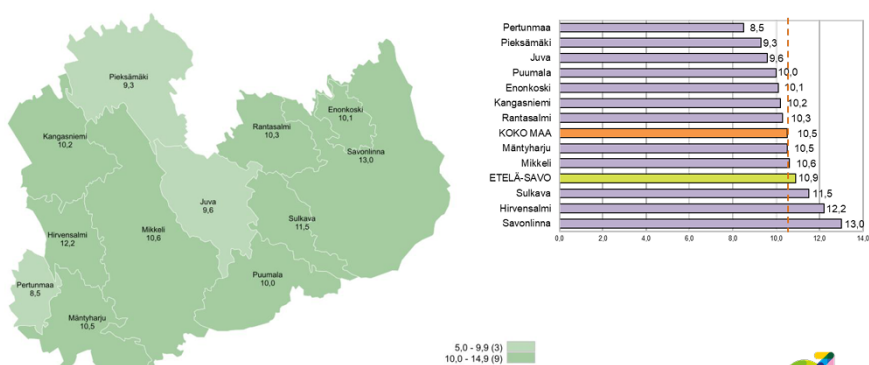 Pieksämäki
9,3
Kangasniemi
10,2
Rantasalmi
10,3
Enonkoski
10,1
Savonlinna
13,0
Juva
9,6
Sulkava
11,5
Hirvensalmi
12,2
Mikkeli
10,6
Puumala
10,0
Pertunmaa
8,5
Mäntyharju
10,5
5,0 - 9,9 (3)
10,0 - 14,9 (9)
Pertunmaa 8,5
Pieksämäki 9,3
Juva 9,6
Puumala 10,0
Enonkoski 10,1
Kangasniemi 10,2
Rantasalmi 10,3
KOKO MAA 10,5
Mäntyharju 10,5
Mikkeli 10,6
ETELÄ-SAVO 10,9
Sulkava 11,5
Hirvensalmi 12,2
Savonlinna 13,0
0,0 2,0 4,0 6,0 8,0 10,0 12,0 14,0